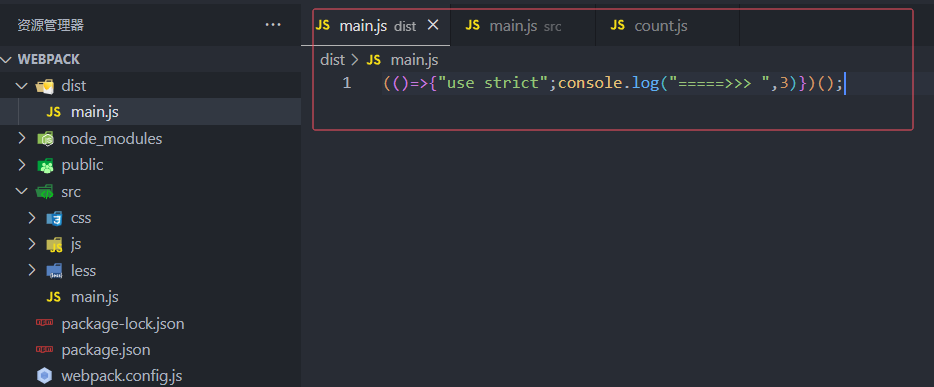 资源管理器 ···
WEBPACK
dist
JS main.js
node_modules
public
src
css
js
less
JS main.js
package-lock.json
package.json
webpack.config.js
JS main.js dist × JS main.js src JS count.js
dist > JS main.js
1 (()=>{"use strict";console.log("=====>>> ",3)})();